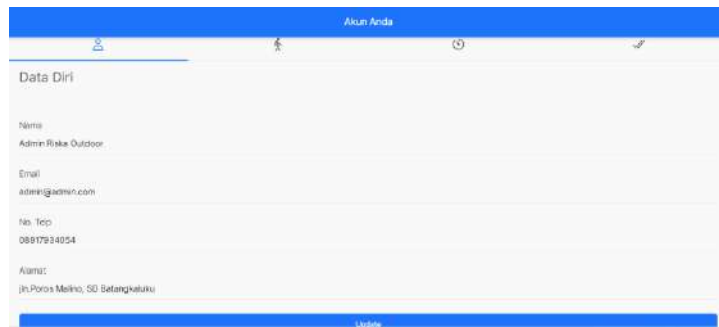 Akun Anda
Data Diri
Nama
Admin Riska Outdoor
Email
admin@admin.com
No. Telp
08917934054
Alamat
jln.Poros Malino, SD Batangkaluku
Update